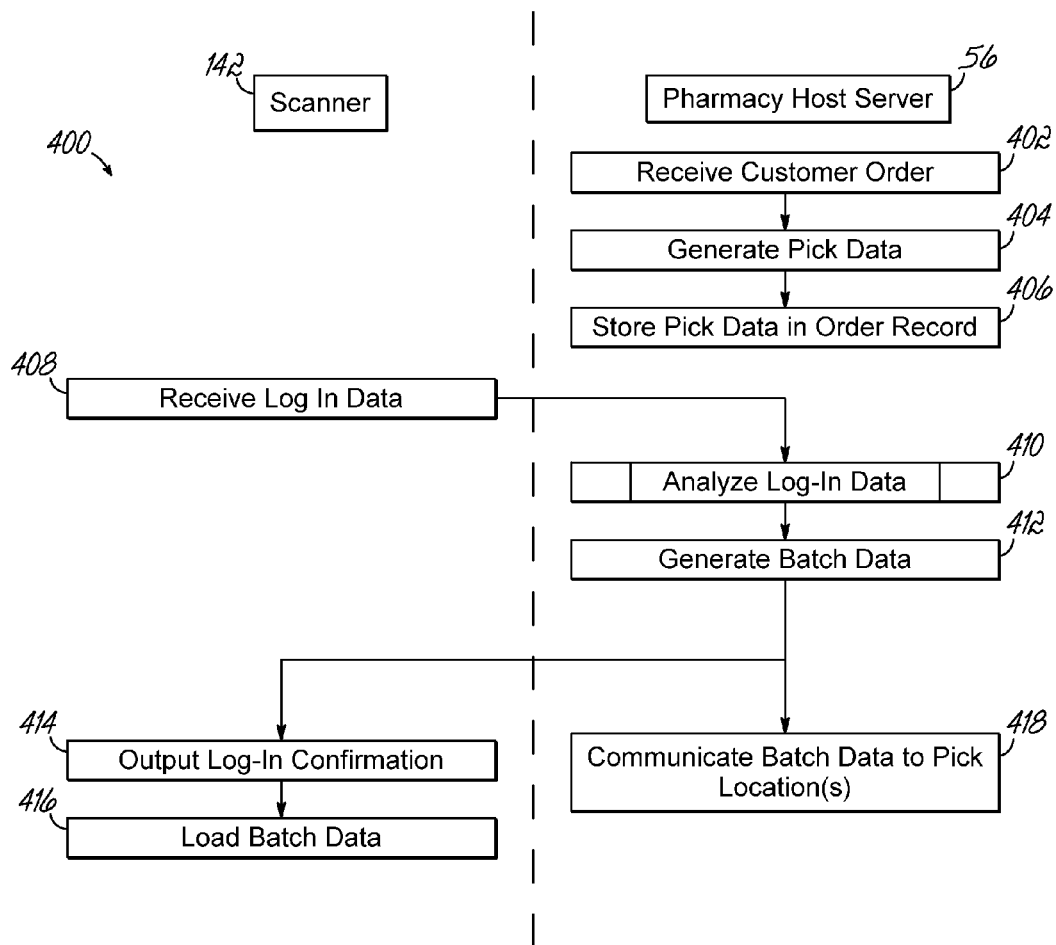 142
Scanner
56
Pharmacy Host Server
400
402
Receive Customer Order
404
Generate Pick Data
406
Store Pick Data in Order Record
408
Receive Log In Data
410
Analyze Log-In Data
412
Generate Batch Data
414
Output Log-In Confirmation
416
Load Batch Data
418
Communicate Batch Data to Pick
Location(s)